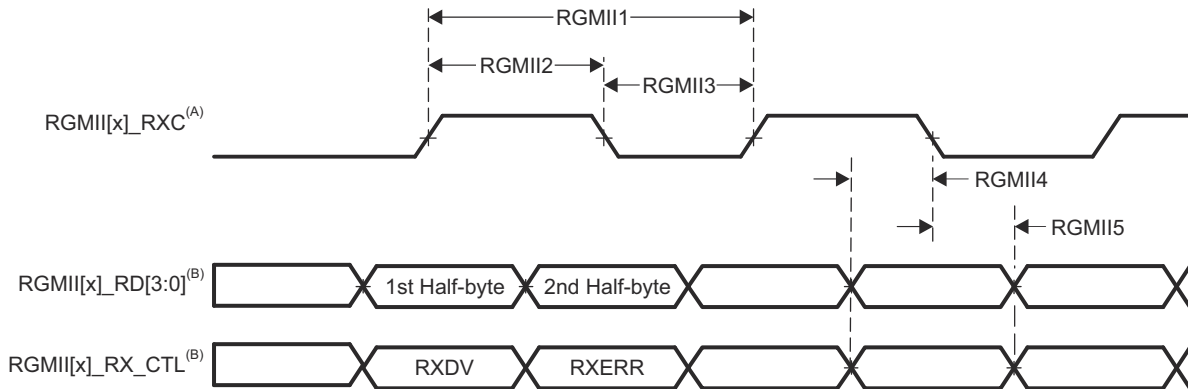 RGMII1
RGMII2
RGMII3
RGMII[x]_RXC(A)
RGMII4
RGMII5
RGMII[x]_RD[3:0](B)
1st Half-byte
2nd Half-byte
RGMII[x]_RX_CTL(B)
RXDV
RXERR